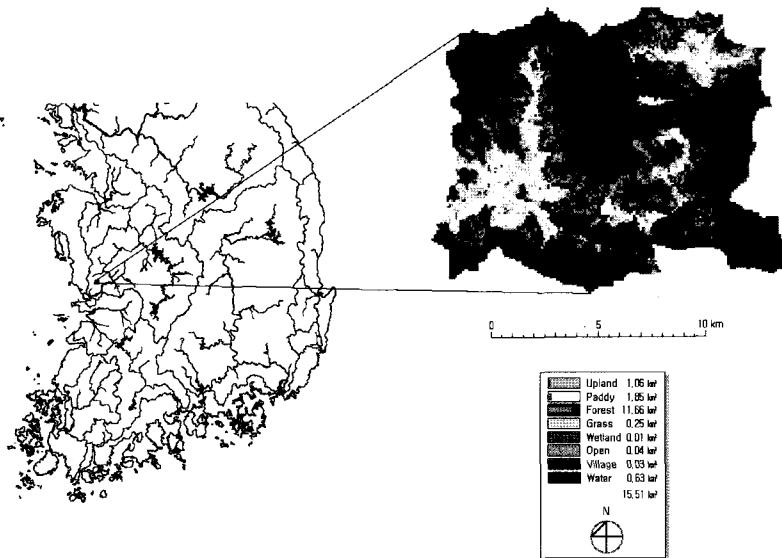 0 5 10 km
Upland 1.06 km²
Paddy 1.85 km²
Forest 11.66 km²
Grass 0.25 km²
Wetland 0.01 km²
Open 0.04 km²
Village 0.03 km²
Water 0.63 km²
15.51 km²
N